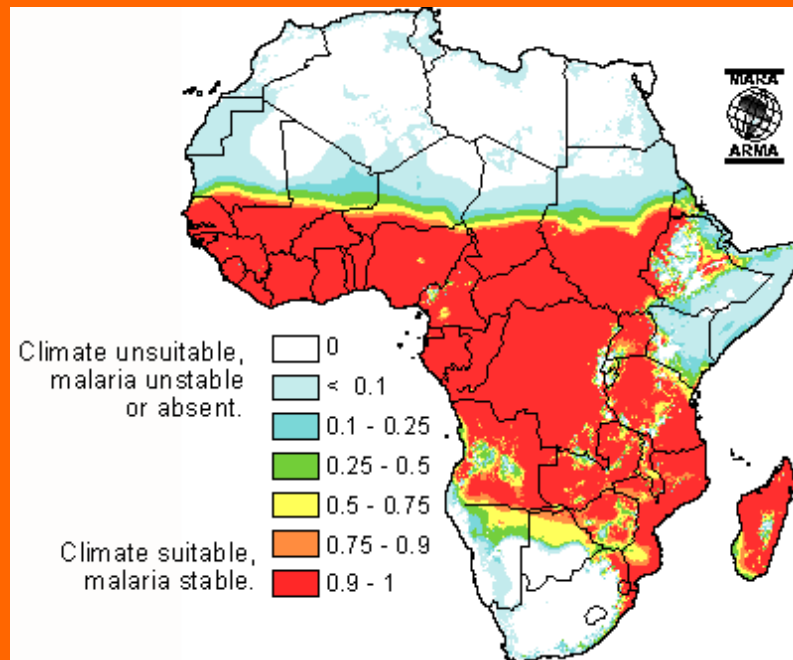 MARA
ARMA
Climate unsuitable,
malaria unstable
or absent.
0
< 0.1
0.1 - 0.25
0.25 - 0.5
0.5 - 0.75
0.75 - 0.9
0.9 - 1
Climate suitable,
malaria stable.